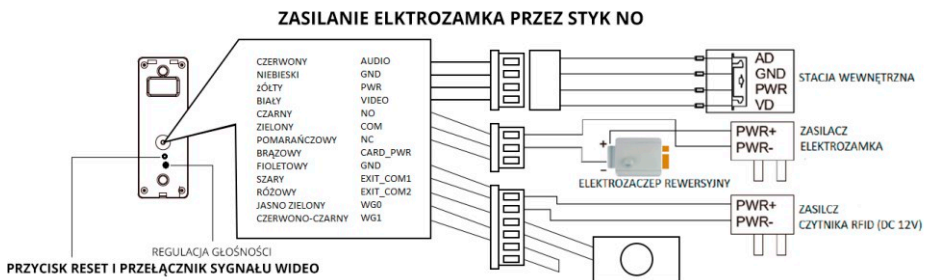 ZASILANIE ELKTROZAMKA PRZEZ STYK NO
CZERWONY AUDIO
NIEBIESKI GND
ŻÓŁTY PWR
BIAŁY VIDEO
CZARNY NO
ZIELONY COM
POMARAŃCZOWY NC
BRĄZOWY CARD_PWR
FIOLETOWY GND
SZARY EXIT_COM1
RÓŻOWY EXIT_COM2
JASNO ZIELONY WG0
CZERWONO-CZARNY WG1
AD
GND
PWR
VD
STACJA WEWNĘTRZNA
PWR+
PWR-
ZASILACZ
ELEKTROZAMKA
+
-
ELEKTROZACZEP REWERSYJNY
PWR+
PWR-
ZASILCZ
CZYTNIKA RFID (DC 12V)
REGULACJA GŁOŚNOŚCI
PRZYCISK RESET I PRZEŁĄCZNIK SYGNAŁU WIDEO